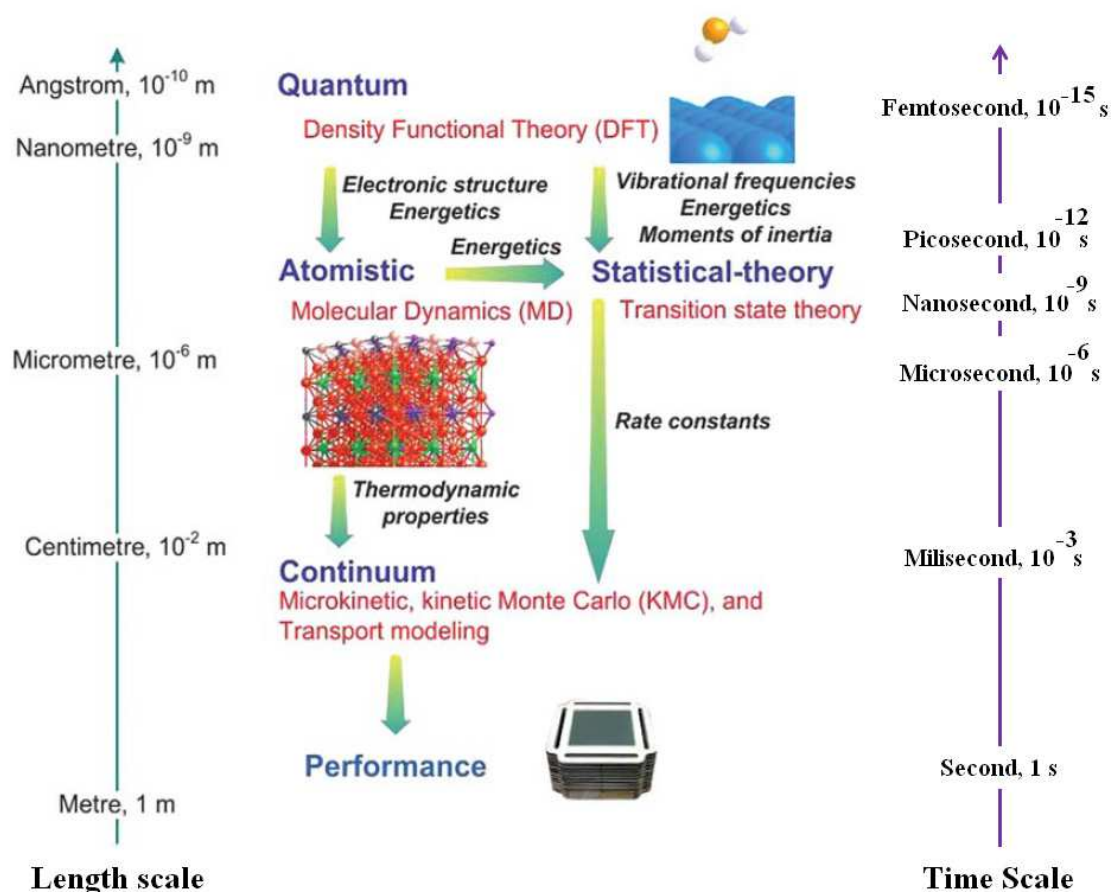 Angstrom, 10⁻¹⁰ m
Nanometre, 10⁻⁹ m
Micrometre, 10⁻⁶ m
Centimetre, 10⁻² m
Metre, 1 m
Length scale
Quantum
Density Functional Theory (DFT)
Electronic structure
Energetics
Vibrational frequencies
Energetics
Moments of inertia
Energetics
Atomistic
Statistical-theory
Molecular Dynamics (MD)
Transition state theory
Rate constants
Thermodynamic
properties
Continuum
Microkinetic, kinetic Monte Carlo (KMC), and
Transport modeling
Performance
Femtosecond, 10⁻¹⁵ s
Picosecond, 10⁻¹² s
Nanosecond, 10⁻⁹ s
Microsecond, 10⁻⁶ s
Milisecond, 10⁻³ s
Second, 1 s
Time Scale